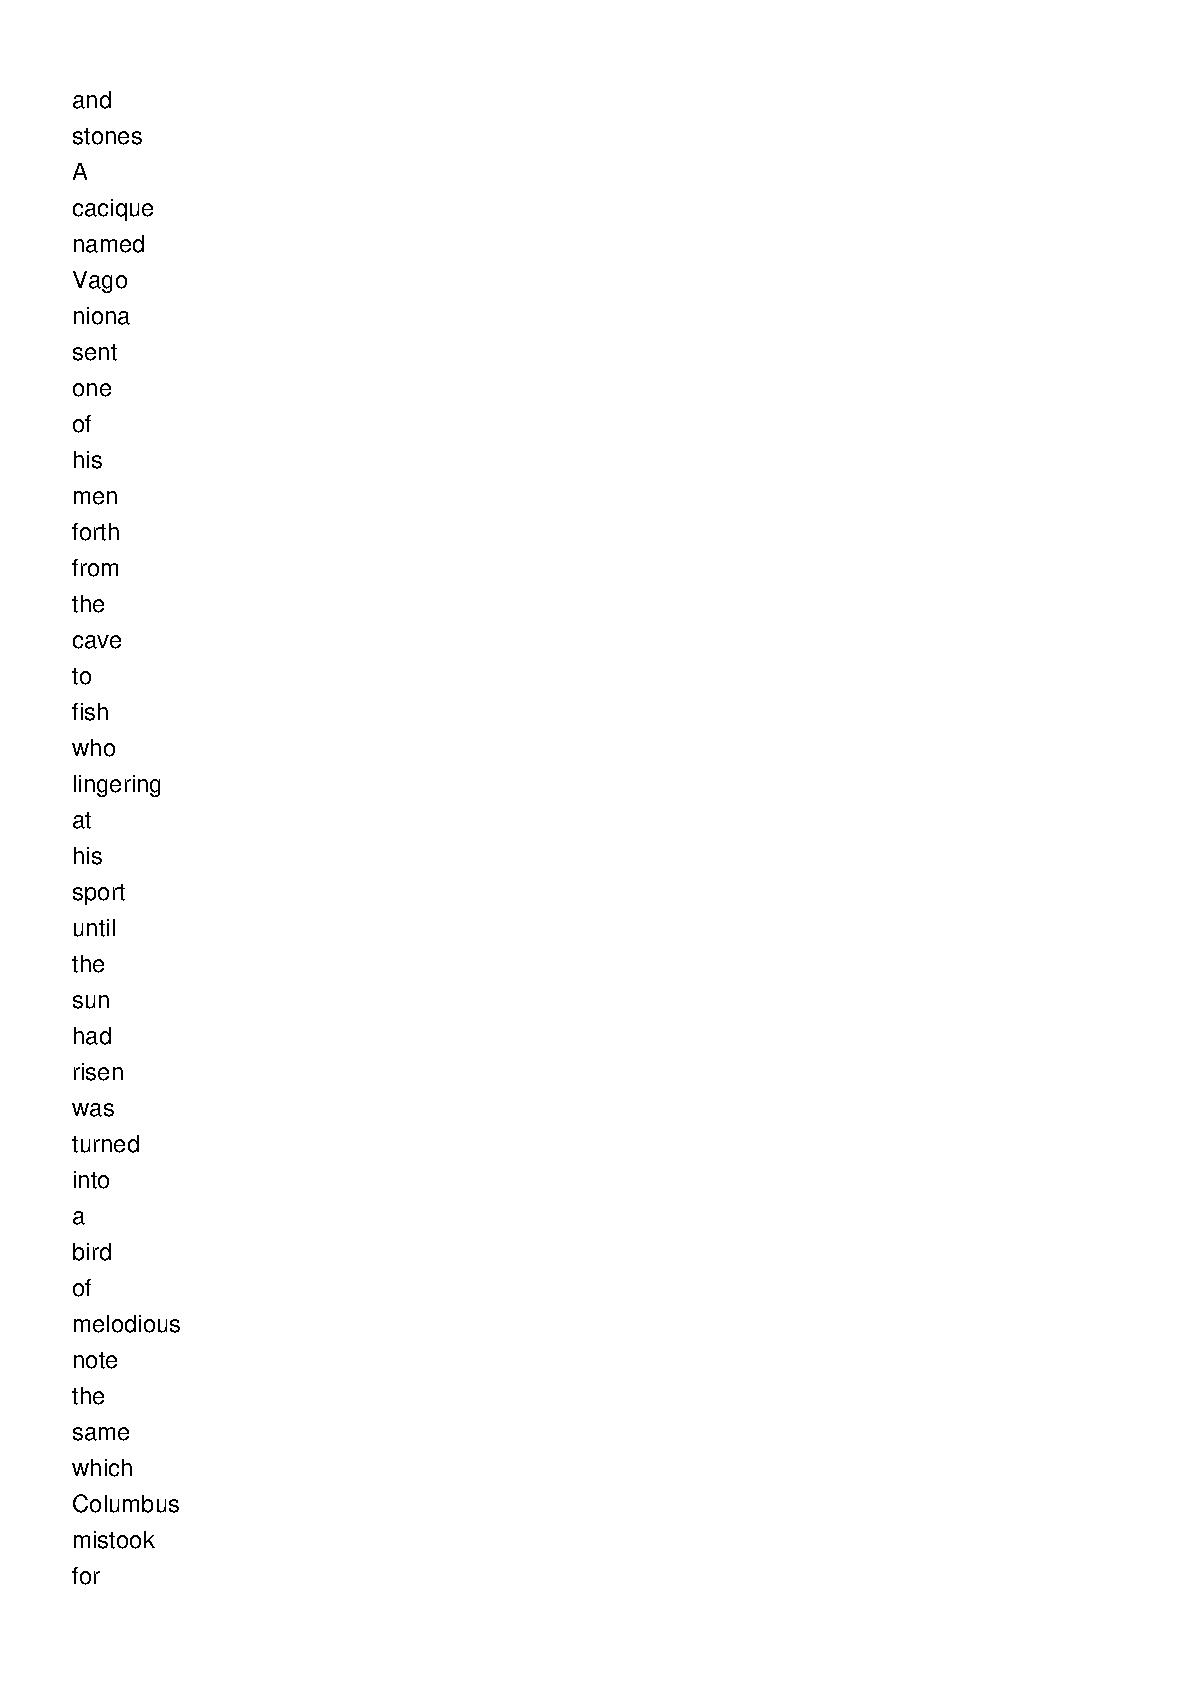 and
stones
A
cacique
named
Vago
niona
sent
one
of
his
men
forth
from
the
cave
to
fish
who
lingering
at
his
sport
until
the
sun
had
risen
was
turned
into
a
bird
of
melodious
note
the
same
which
Columbus
mistook
for